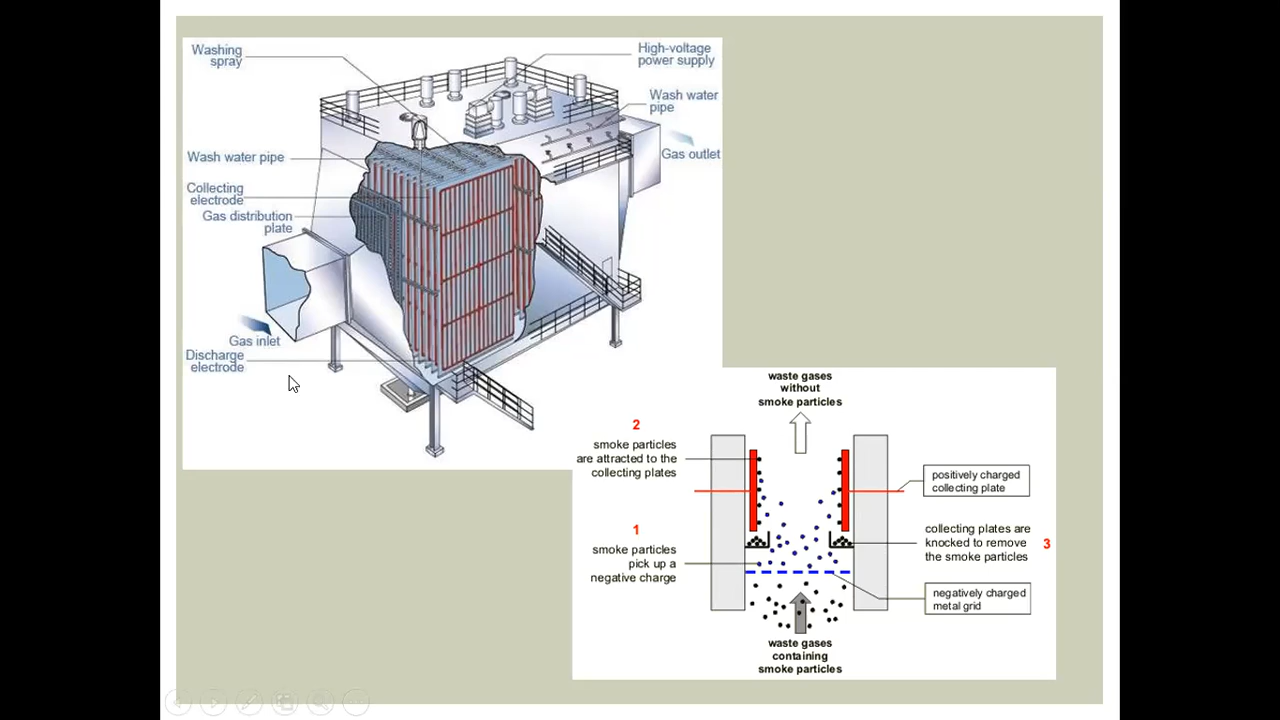 Washing
spray
High-voltage
power supply
Wash water
pipe
Gas outlet
Wash water pipe
Collecting
electrode
Gas distribution
plate
Gas inlet
Discharge
electrode
waste gases
without
smoke particles
2
smoke particles
are attracted to the
collecting plates
positively charged
collecting plate
1
smoke particles
pick up a
negative charge
collecting plates are
knocked to remove
the smoke particles
3
negatively charged
metal grid
waste gases
containing
smoke particles